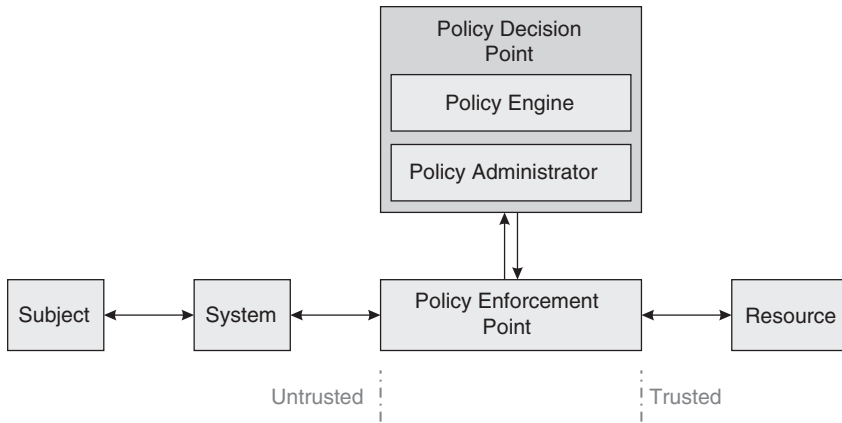 Policy Decision
Point
Policy Engine
Policy Administrator
Subject
System
Policy Enforcement
Point
Resource
Untrusted
Trusted